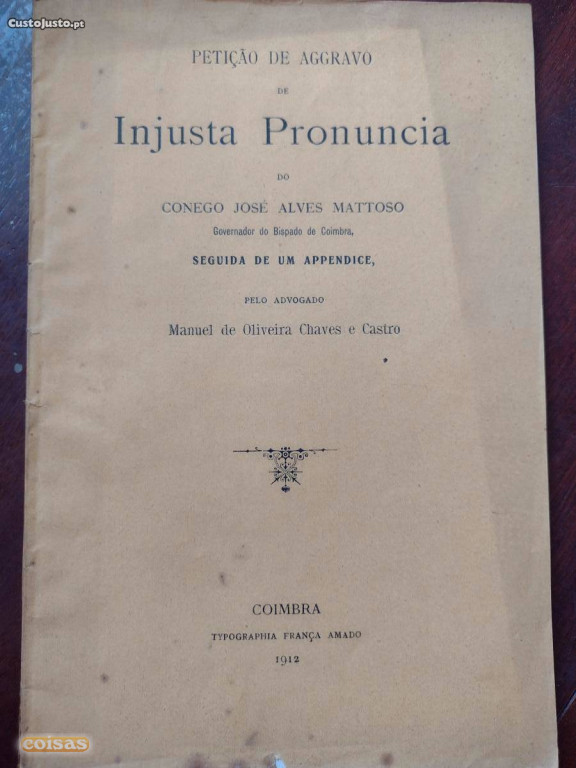 CustoJusto.pt
PETIÇÃO DE AGGRAVO
DE
Injusta Pronuncia
DO
CONEGO JOSÉ ALVES MATTOSO
Governador do Bispado de Coimbra,
SEGUIDA DE UM APPENDICE,
PELO ADVOGADO
Manuel de Oliveira Chaves e Castro
COIMBRA
TYPOGRAPHIA FRANÇA AMADO
1912
coisas